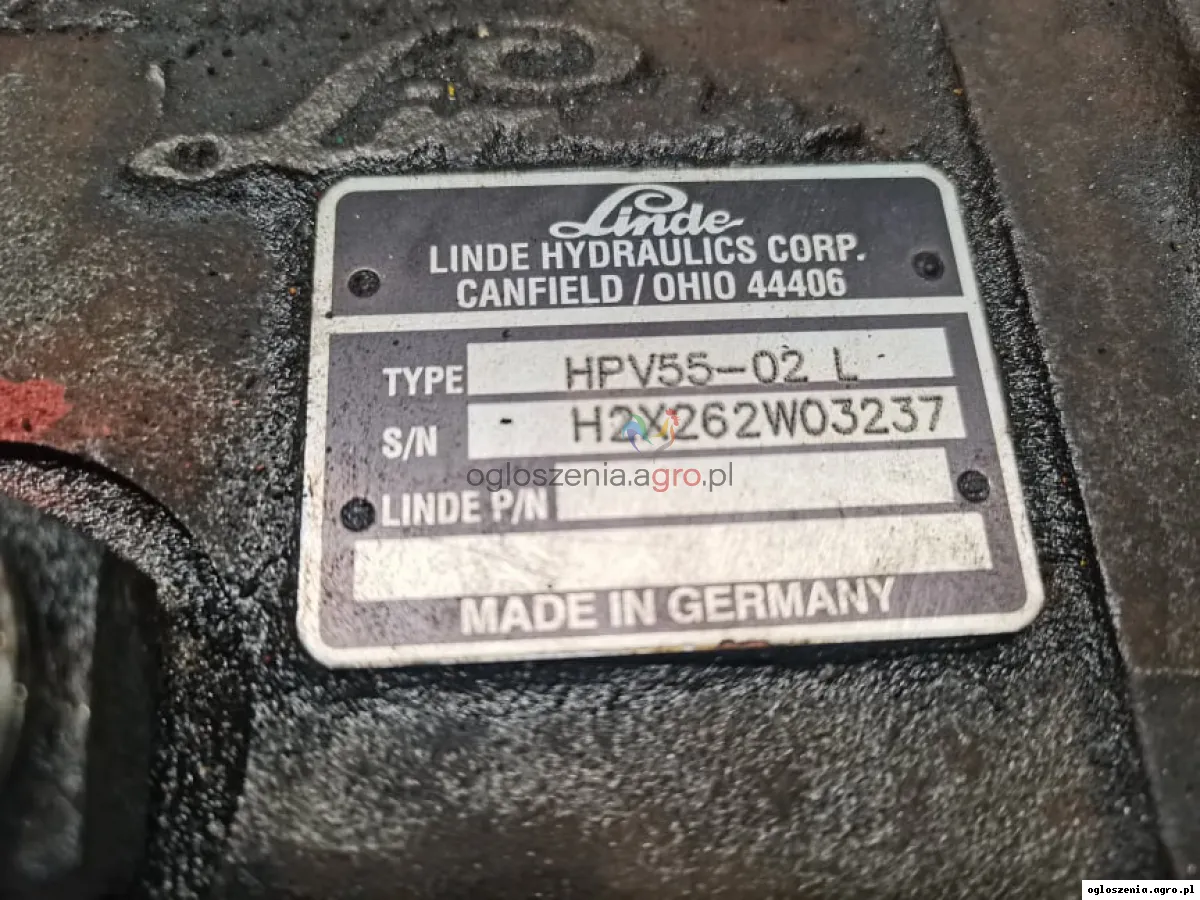 Linde
LINDE HYDRAULICS CORP.
CANFIELD / OHIO 44406
TYPE HPV55-02 L
S/N H2X262W03237
ogloszenia.agro.pl
LINDE P/N
MADE IN GERMANY
ogloszenia.agro.pl